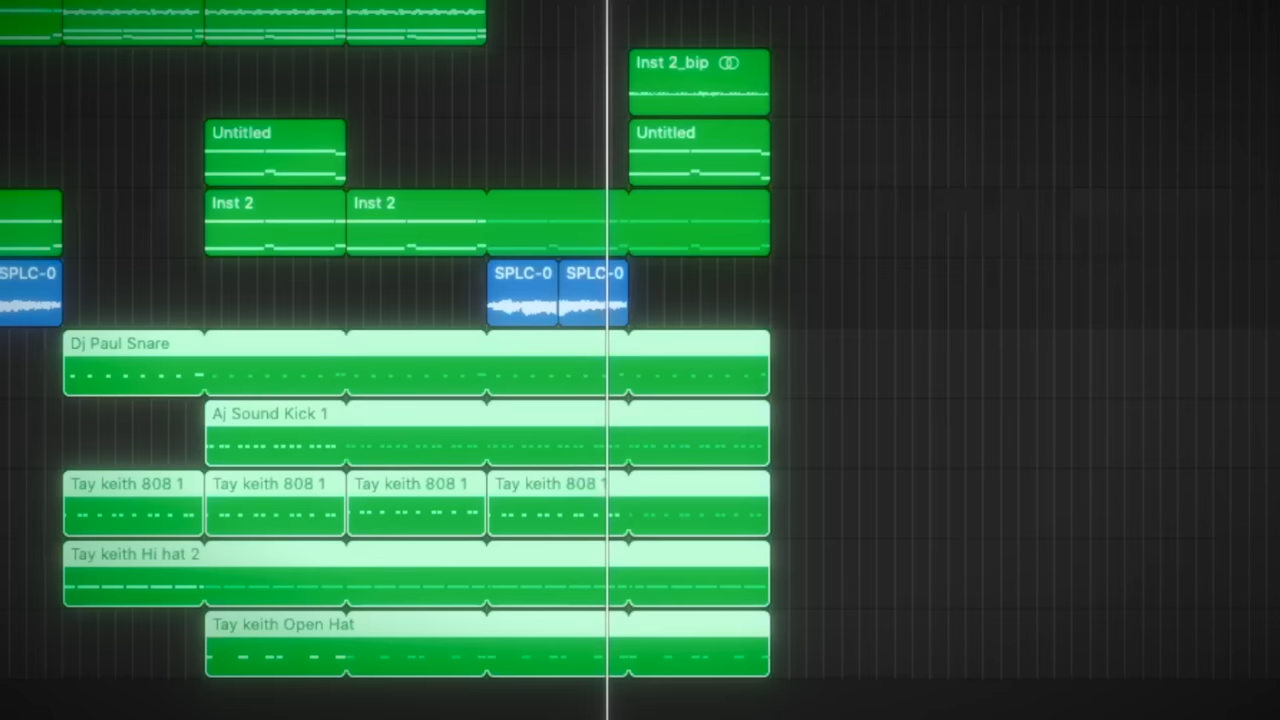 Inst 2_bip
Untitled
Untitled
Inst 2
Inst 2
SPLC-0
SPLC-0
SPLC-0
Dj Paul Snare
Aj Sound Kick 1
Tay keith 808 1
Tay keith 808 1
Tay keith 808 1
Tay keith 808 1
Tay keith Hi hat 2
Tay keith Open Hat